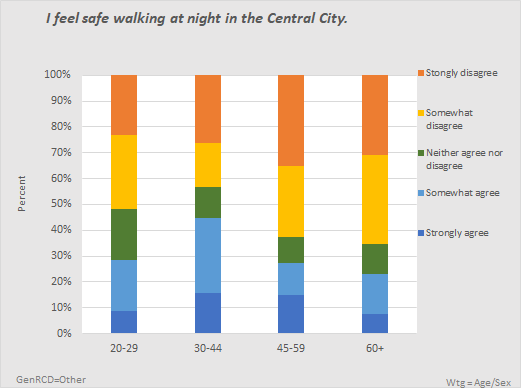 I feel safe walking at night in the Central City.
Percent
100%
90%
80%
70%
60%
50%
40%
30%
20%
10%
0%
20-29
30-44
45-59
60+
Stongly disagree
Somewhat
disagree
Neither agree nor
disagree
Somewhat agree
Strongly agree
GenRCD=Other
Wtg = Age/Sex